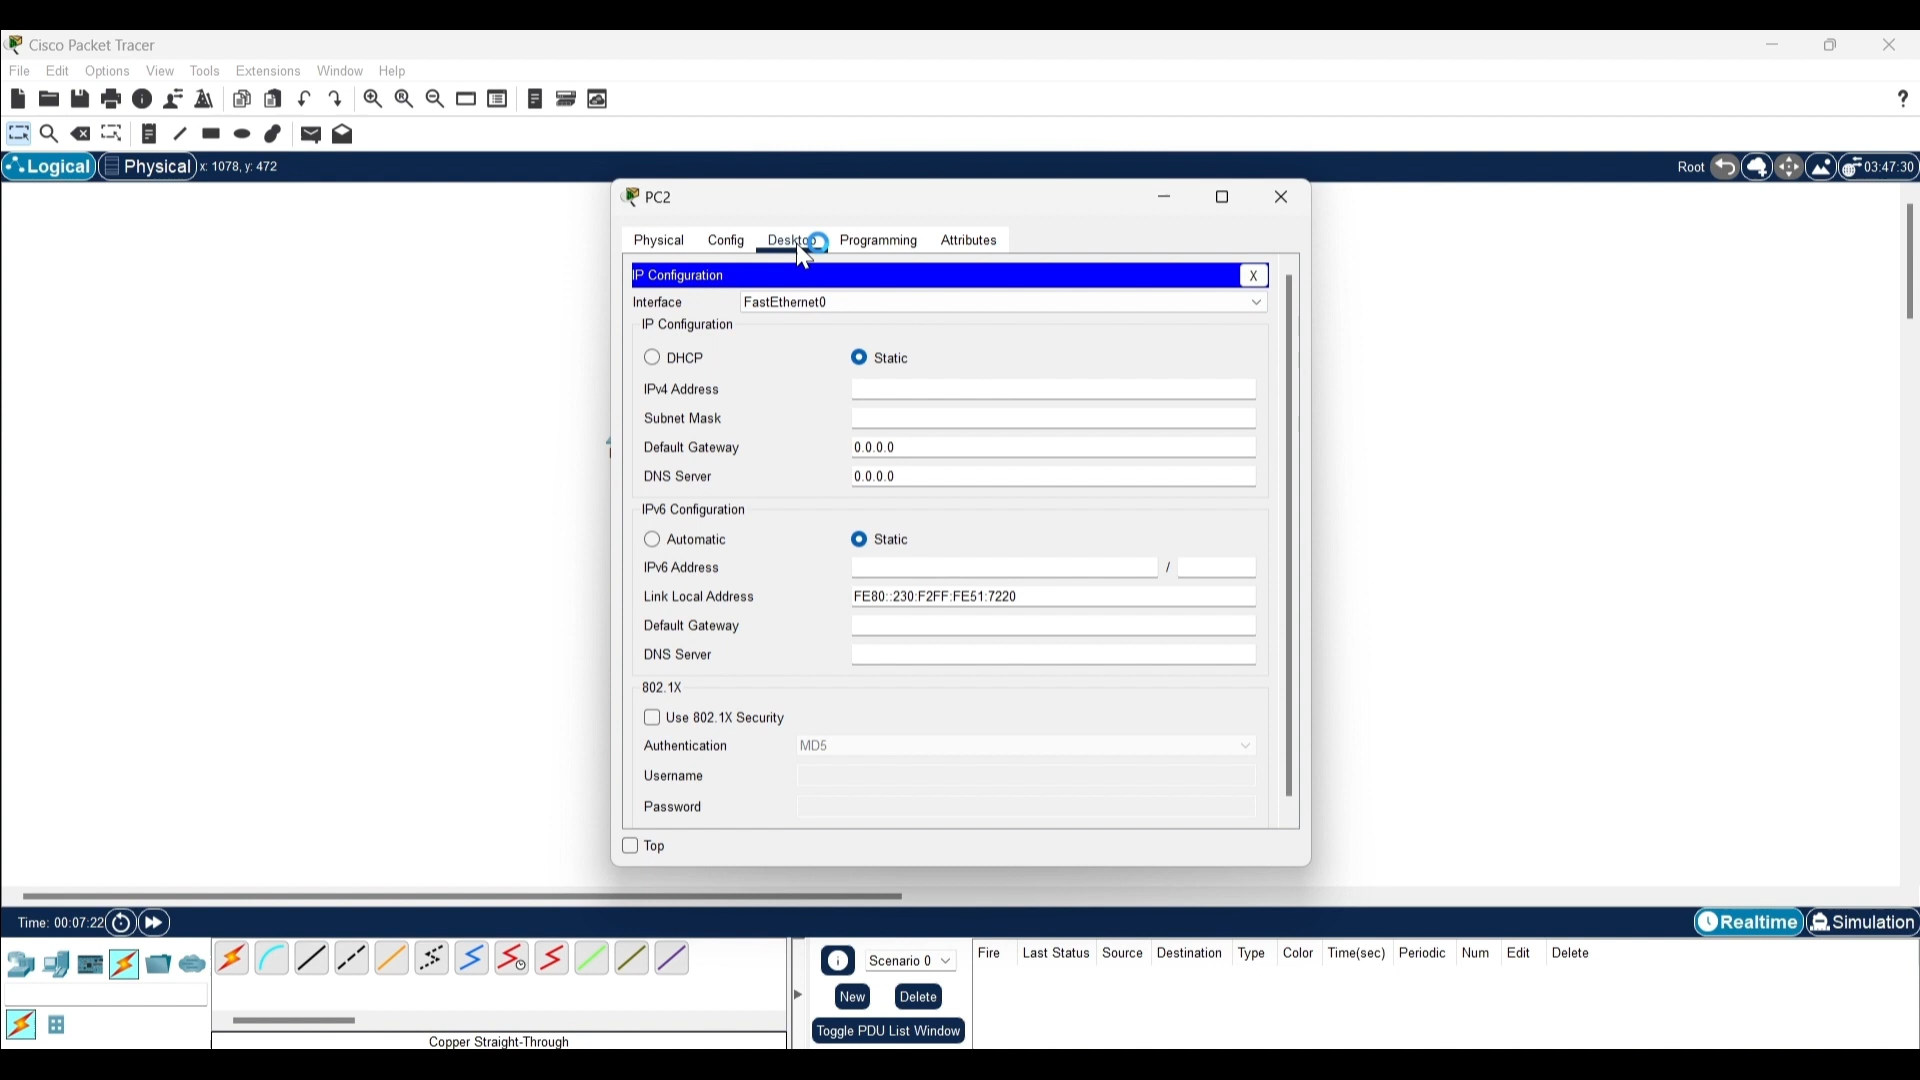 Cisco Packet Tracer
File Edit Options View Tools Extensions Window Help
?
Logical Physical x: 1078, y: 472 Root 03:47:30
PC2
Physical Config Desktop Programming Attributes
IP Configuration X
Interface FastEthernet0
IP Configuration
DHCP Static
IPv4 Address
Subnet Mask
Default Gateway 0.0.0.0
DNS Server 0.0.0.0
IPv6 Configuration
Automatic Static
IPv6 Address /
Link Local Address FE80::230:F2FF:FE51:7220
Default Gateway
DNS Server
802.1X
Use 802.1X Security
Authentication MD5
Username
Password
Top
Time: 00:07:22 Realtime Simulation
Scenario 0
New Delete
Toggle PDU List Window
Fire Last Status Source Destination Type Color Time(sec) Periodic Num Edit Delete
Copper Straight-Through